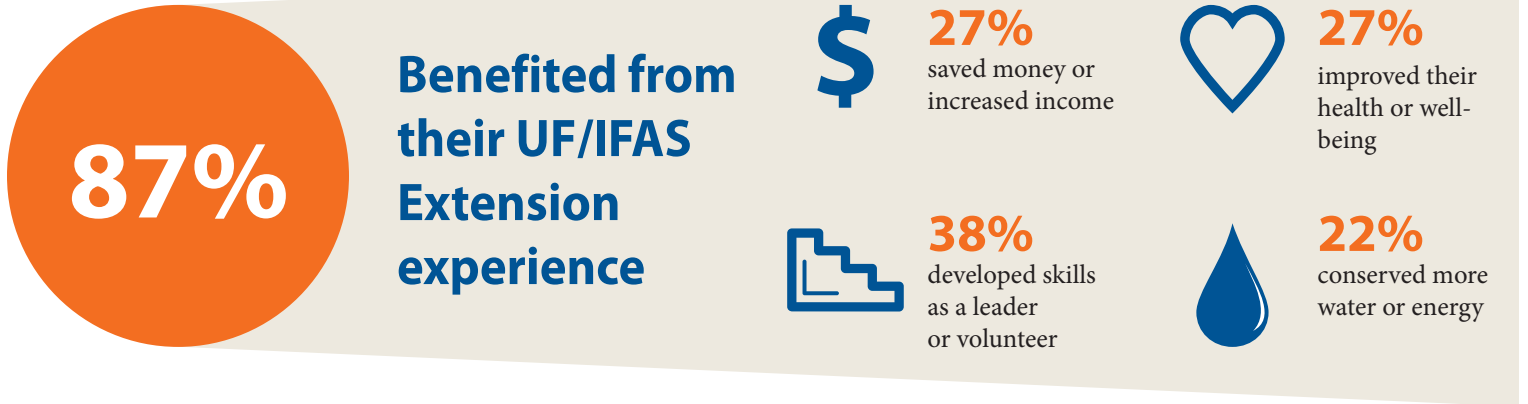 87%
Benefited from
their UF/IFAS
Extension
experience
$
27%
saved money or
increased income
27%
improved their
health or well-
being
38%
developed skills
as a leader
or volunteer
22%
conserved more
water or energy